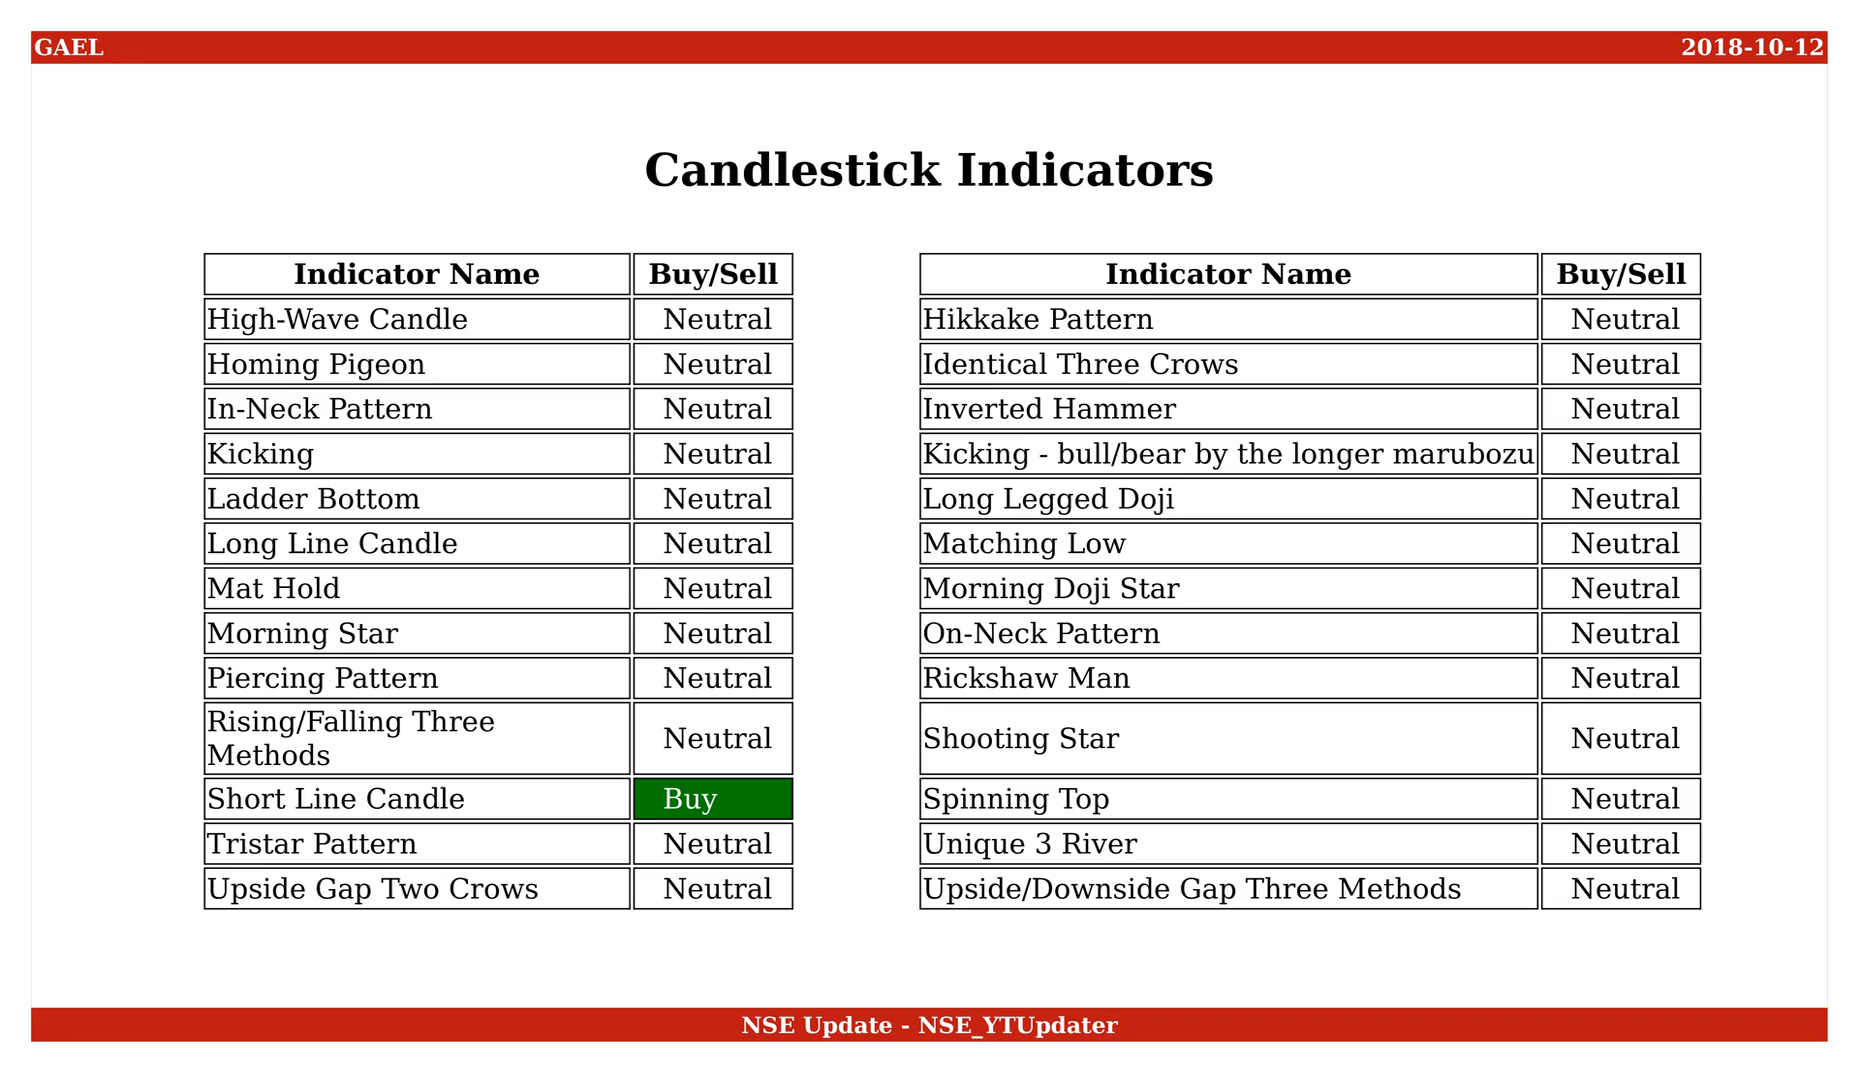 GAEL 2018-10-12
Candlestick Indicators
Indicator Name Buy/Sell
High-Wave Candle Neutral
Homing Pigeon Neutral
In-Neck Pattern Neutral
Kicking Neutral
Ladder Bottom Neutral
Long Line Candle Neutral
Mat Hold Neutral
Morning Star Neutral
Piercing Pattern Neutral
Rising/Falling Three
Methods Neutral
Short Line Candle Buy
Tristar Pattern Neutral
Upside Gap Two Crows Neutral
Indicator Name Buy/Sell
Hikkake Pattern Neutral
Identical Three Crows Neutral
Inverted Hammer Neutral
Kicking - bull/bear by the longer marubozu Neutral
Long Legged Doji Neutral
Matching Low Neutral
Morning Doji Star Neutral
On-Neck Pattern Neutral
Rickshaw Man Neutral
Shooting Star Neutral
Spinning Top Neutral
Unique 3 River Neutral
Upside/Downside Gap Three Methods Neutral
NSE Update - NSE_YTUpdater